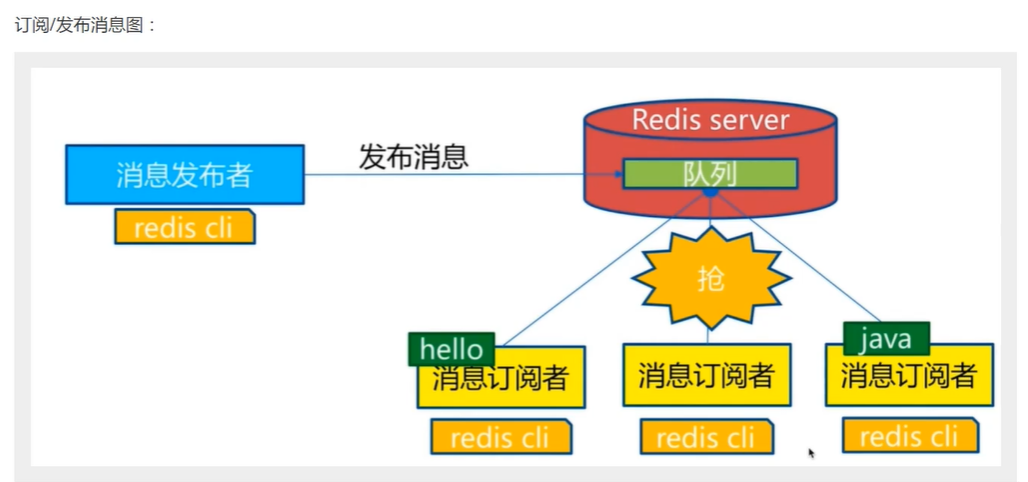 订阅/发布消息图：
Redis server
发布消息
队列
消息发布者
redis cli
抢
hello
java
消息订阅者
消息订阅者
消息订阅者
redis cli
redis cli
redis cli